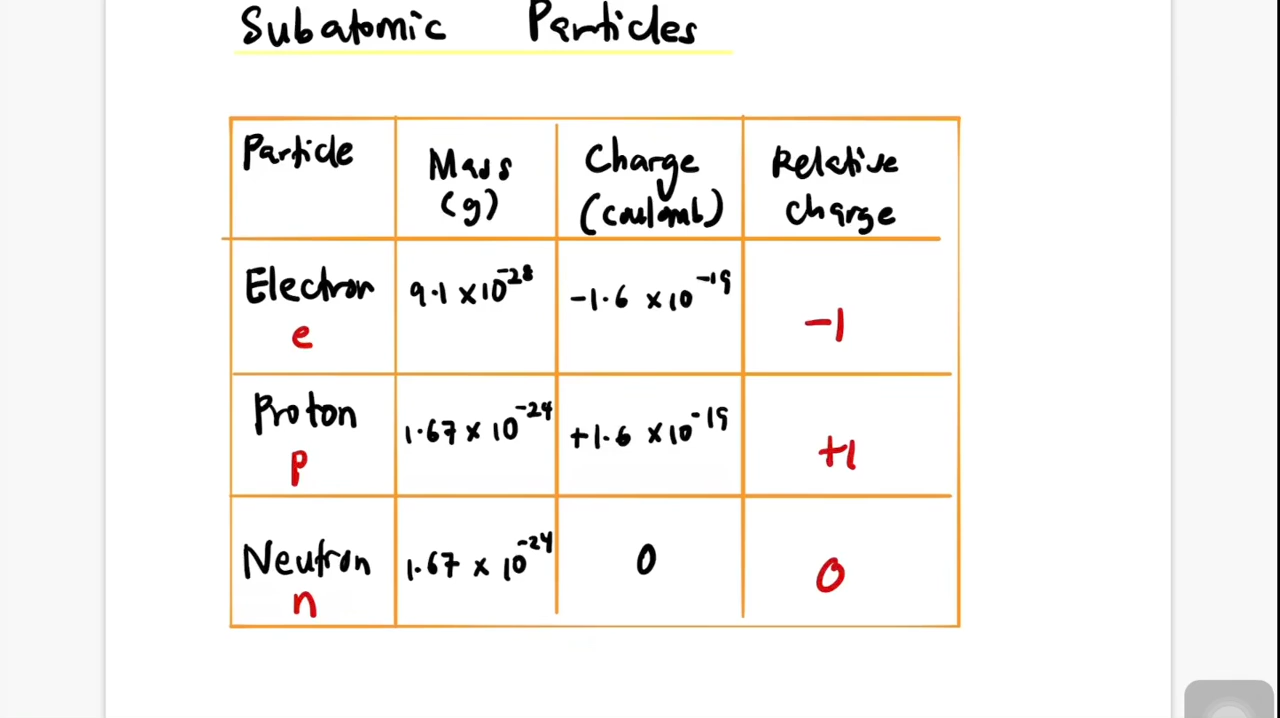 Subatomic Particles
Particle
Mass
(g)
Charge
(coulomb)
Relative
charge
Electron
e
9.1 × 10⁻²⁸
-1.6 × 10⁻¹⁹
-1
Proton
p
1.67 × 10⁻²⁴
+1.6 × 10⁻¹⁹
+1
Neutron
n
1.67 × 10⁻²⁴
0
0